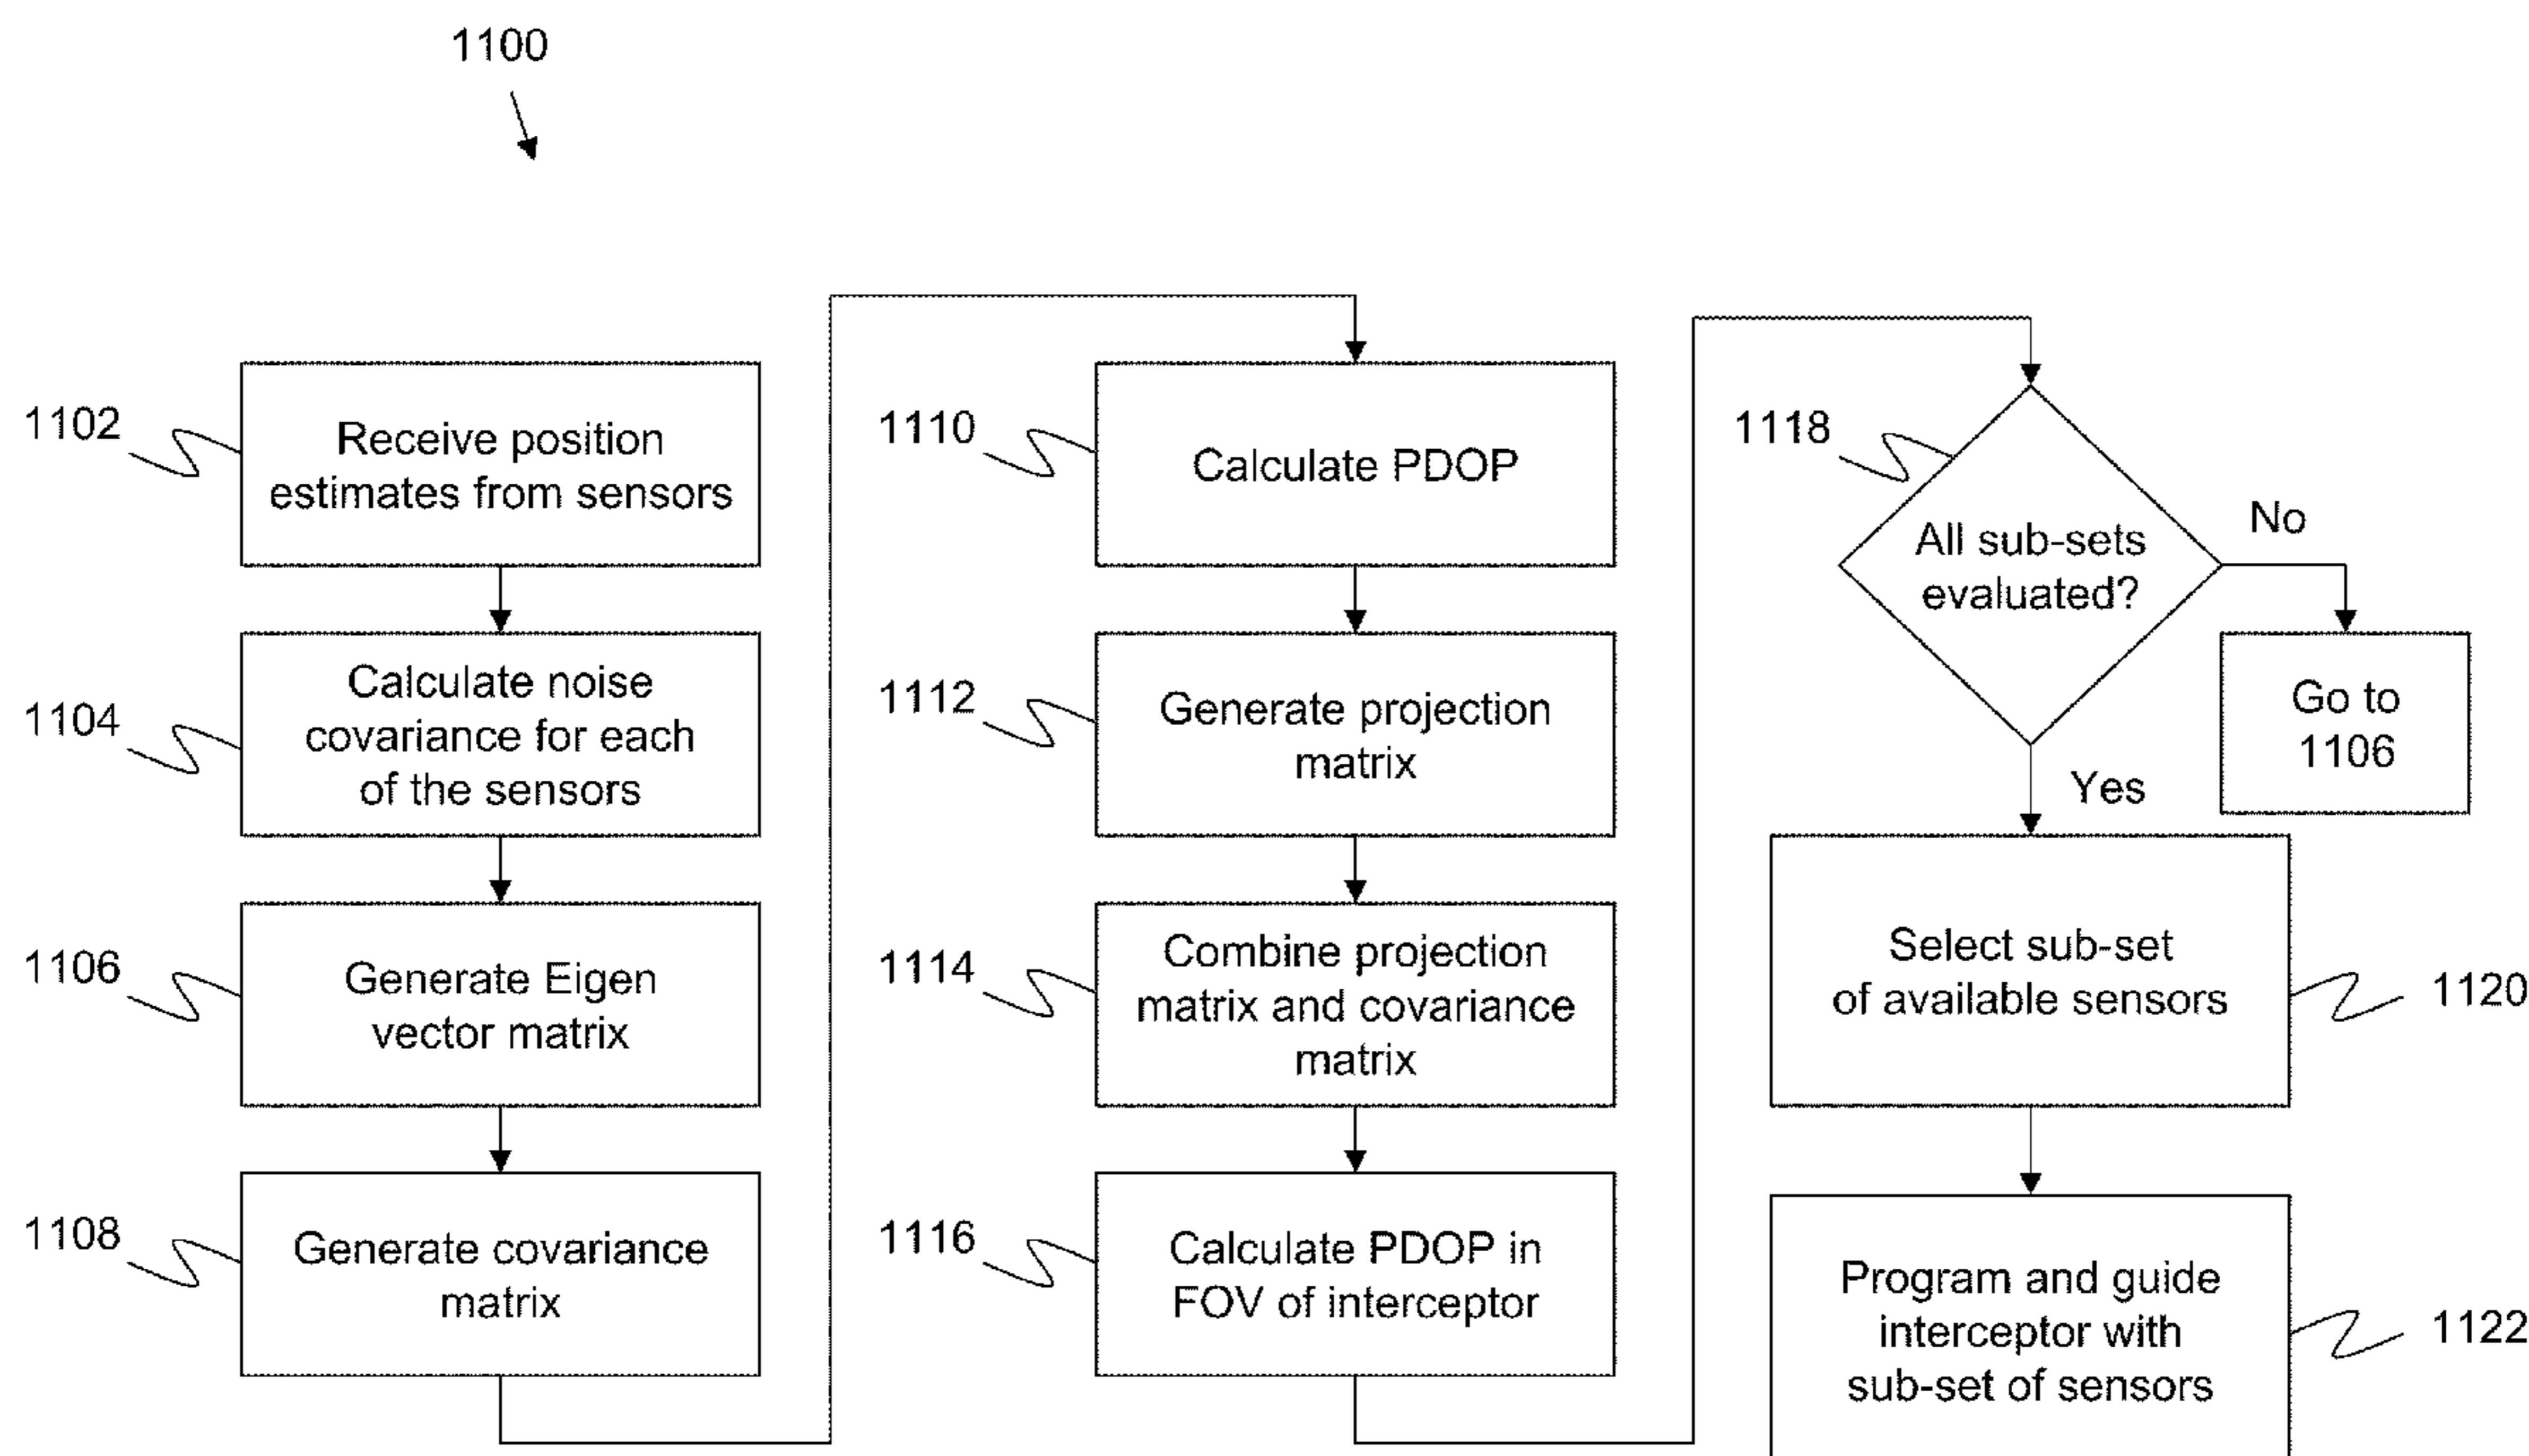 1100
1102
Receive position
estimates from sensors
1104
Calculate noise
covariance for each
of the sensors
1106
Generate Eigen
vector matrix
1108
Generate covariance
matrix
1110
Calculate PDOP
1112
Generate projection
matrix
1114
Combine projection
matrix and covariance
matrix
1116
Calculate PDOP in
FOV of interceptor
1118
All sub-sets
evaluated?
No
Go to
1106
Yes
Select sub-set
of available sensors
1120
Program and guide
interceptor with
sub-set of sensors
1122